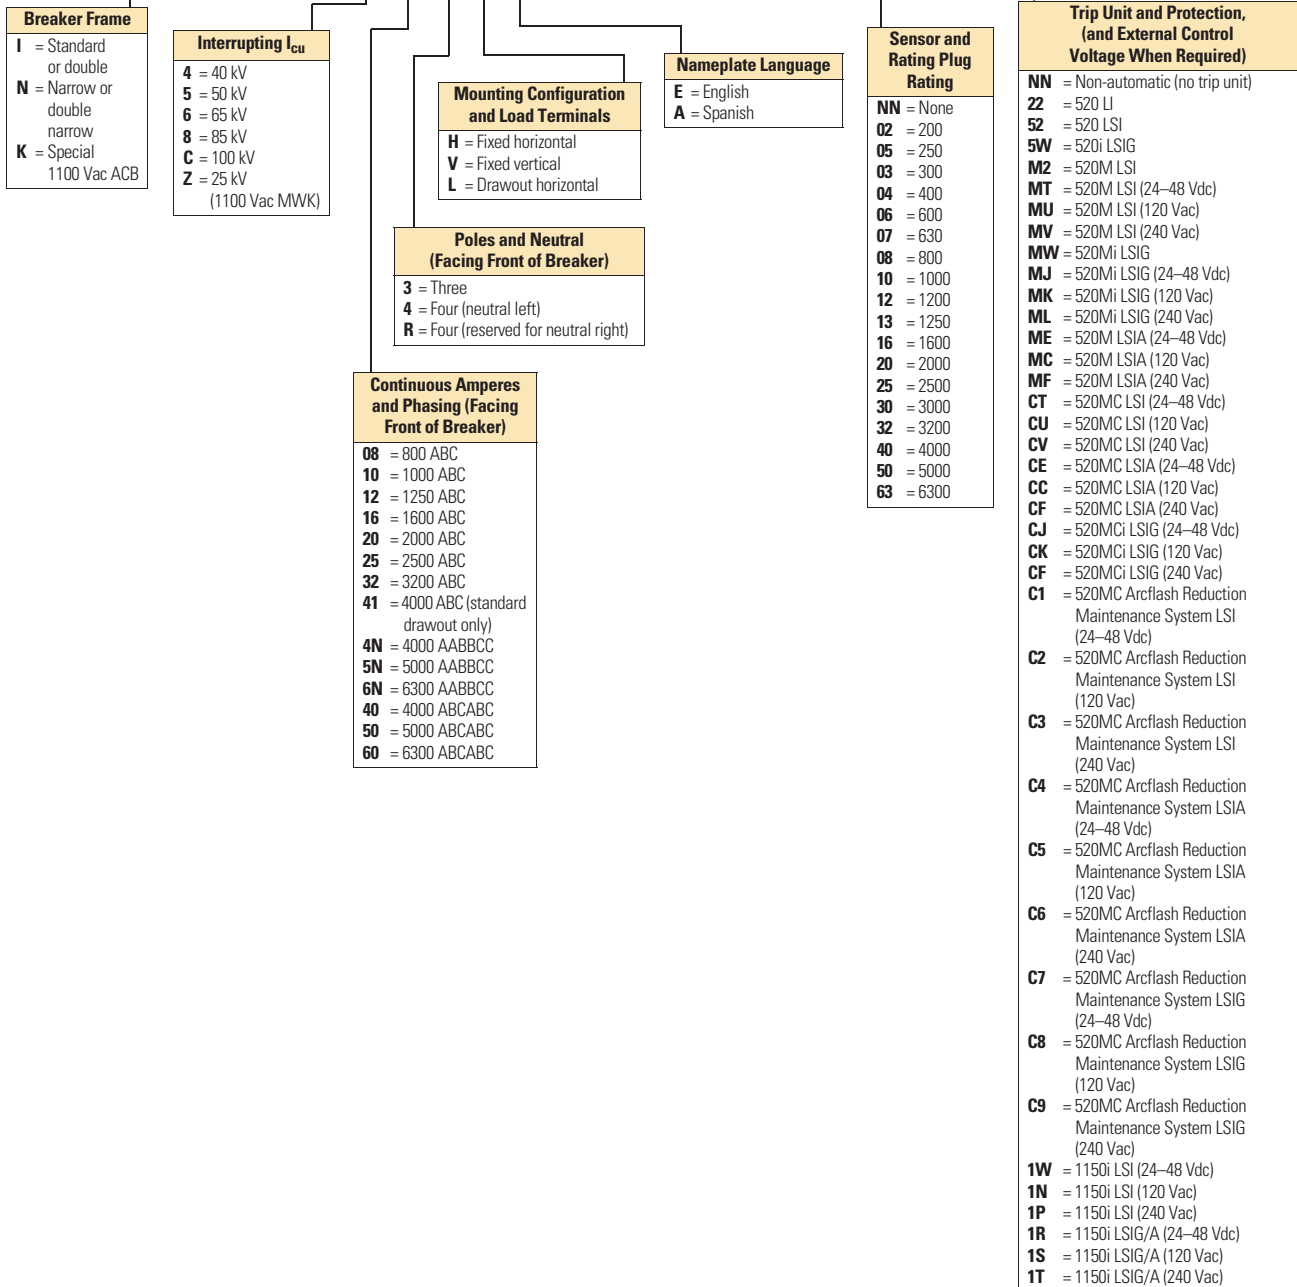 Breaker Frame
I = Standard
or double
N = Narrow or
double
narrow
K = Special
1100 Vac ACB
Interrupting Icu
4 = 40 kV
5 = 50 kV
6 = 65 kV
8 = 85 kV
C = 100 kV
Z = 25 kV
(1100 Vac MWK)
Continuous Amperes
and Phasing (Facing
Front of Breaker)
08 = 800 ABC
10 = 1000 ABC
12 = 1250 ABC
16 = 1600 ABC
20 = 2000 ABC
25 = 2500 ABC
32 = 3200 ABC
41 = 4000 ABC (standard
drawout only)
4N = 4000 AABBCC
5N = 5000 AABBCC
6N = 6300 AABBCC
40 = 4000 ABCABC
50 = 5000 ABCABC
60 = 6300 ABCABC
Poles and Neutral
(Facing Front of Breaker)
3 = Three
4 = Four (neutral left)
R = Four (reserved for neutral right)
Mounting Configuration
and Load Terminals
H = Fixed horizontal
V = Fixed vertical
L = Drawout horizontal
Nameplate Language
E = English
A = Spanish
Sensor and
Rating Plug
Rating
NN = None
02 = 200
05 = 250
03 = 300
04 = 400
06 = 600
07 = 630
08 = 800
10 = 1000
12 = 1200
13 = 1250
16 = 1600
20 = 2000
25 = 2500
30 = 3000
32 = 3200
40 = 4000
50 = 5000
63 = 6300
Trip Unit and Protection,
(and External Control
Voltage When Required)
NN = Non-automatic (no trip unit)
22 = 520 LI
52 = 520 LSI
5W = 520i LSIG
M2 = 520M LSI
MT = 520M LSI (24–48 Vdc)
MU = 520M LSI (120 Vac)
MV = 520M LSI (240 Vac)
MW = 520Mi LSIG
MJ = 520Mi LSIG (24–48 Vdc)
MK = 520Mi LSIG (120 Vac)
ML = 520Mi LSIG (240 Vac)
ME = 520M LSIA (24–48 Vdc)
MC = 520M LSIA (120 Vac)
MF = 520M LSIA (240 Vac)
CT = 520MC LSI (24–48 Vdc)
CU = 520MC LSI (120 Vac)
CV = 520MC LSI (240 Vac)
CE = 520MC LSIA (24–48 Vdc)
CC = 520MC LSIA (120 Vac)
CF = 520MC LSIA (240 Vac)
CJ = 520MCi LSIG (24–48 Vdc)
CK = 520MCi LSIG (120 Vac)
CF = 520MCi LSIG (240 Vac)
C1 = 520MC Arcflash Reduction
Maintenance System LSI
(24–48 Vdc)
C2 = 520MC Arcflash Reduction
Maintenance System LSI
(120 Vac)
C3 = 520MC Arcflash Reduction
Maintenance System LSI
(240 Vac)
C4 = 520MC Arcflash Reduction
Maintenance System LSIA
(24–48 Vdc)
C5 = 520MC Arcflash Reduction
Maintenance System LSIA
(120 Vac)
C6 = 520MC Arcflash Reduction
Maintenance System LSIA
(240 Vac)
C7 = 520MC Arcflash Reduction
Maintenance System LSIG
(24–48 Vdc)
C8 = 520MC Arcflash Reduction
Maintenance System LSIG
(120 Vac)
C9 = 520MC Arcflash Reduction
Maintenance System LSIG
(240 Vac)
1W = 1150i LSI (24–48 Vdc)
1N = 1150i LSI (120 Vac)
1P = 1150i LSI (240 Vac)
1R = 1150i LSIG/A (24–48 Vdc)
1S = 1150i LSIG/A (120 Vac)
1T = 1150i LSIG/A (240 Vac)